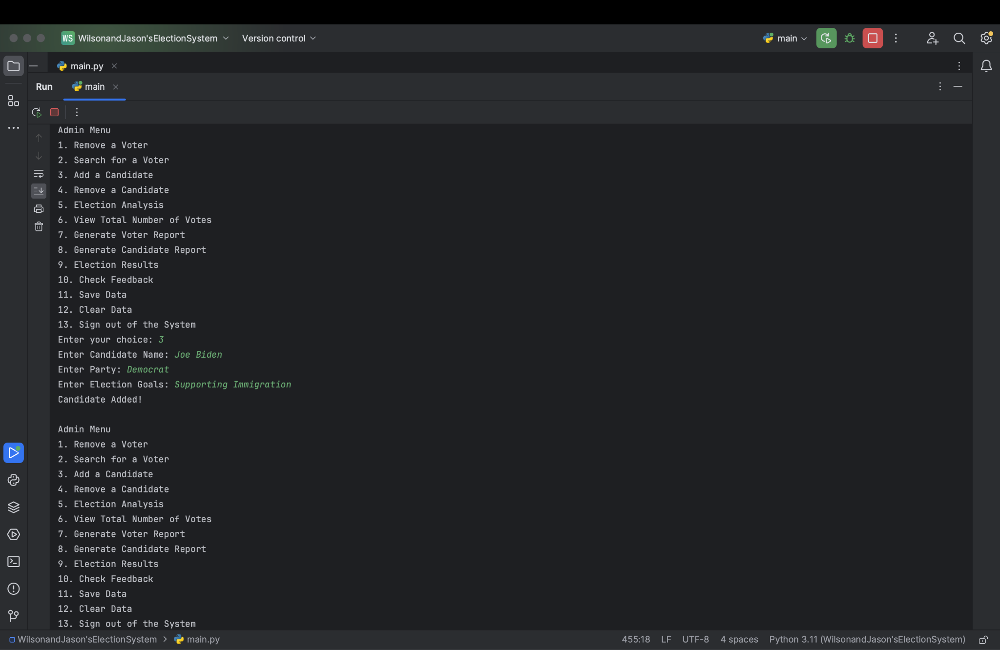 WS WilsonandJason'sElectionSystem Version control main
main.py
Run main
Admin Menu
1. Remove a Voter
2. Search for a Voter
3. Add a Candidate
4. Remove a Candidate
5. Election Analysis
6. View Total Number of Votes
7. Generate Voter Report
8. Generate Candidate Report
9. Election Results
10. Check Feedback
11. Save Data
12. Clear Data
13. Sign out of the System
Enter your choice: 3
Enter Candidate Name: Joe Biden
Enter Party: Democrat
Enter Election Goals: Supporting Immigration
Candidate Added!
Admin Menu
1. Remove a Voter
2. Search for a Voter
3. Add a Candidate
4. Remove a Candidate
5. Election Analysis
6. View Total Number of Votes
7. Generate Voter Report
8. Generate Candidate Report
9. Election Results
10. Check Feedback
11. Save Data
12. Clear Data
13. Sign out of the System
WilsonandJason'sElectionSystem > main.py 455:18 LF UTF-8 4 spaces Python 3.11 (WilsonandJason'sElectionSystem)